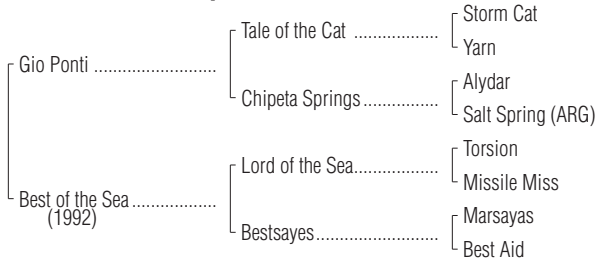 Storm Cat
Tale of the Cat ..................
Yarn
Gio Ponti ..........................
Alydar
Chipeta Springs................
Salt Spring (ARG)
Torsion
Lord of the Sea..................
Missile Miss
Best of the Sea ..................
(1992)
Marsayas
Bestsayes..........................
Best Aid